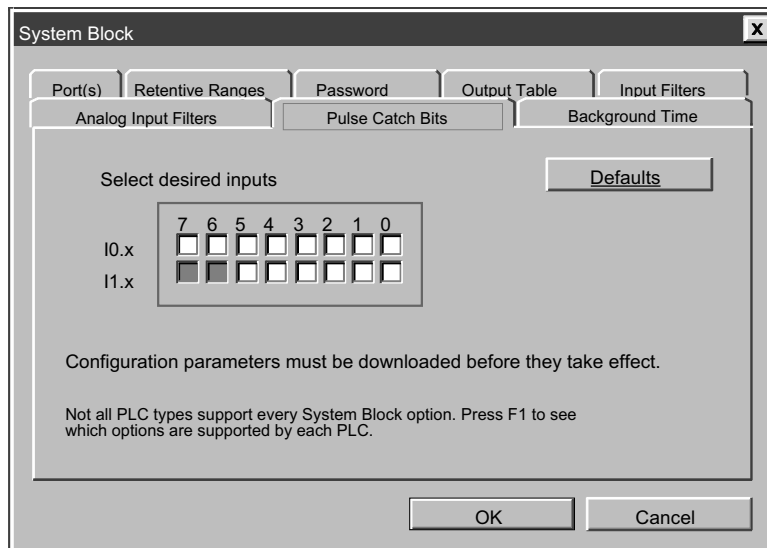 System Block
x
Port(s) Retentive Ranges Password Output Table Input Filters
Analog Input Filters Pulse Catch Bits Background Time
Select desired inputs Defaults
7 6 5 4 3 2 1 0
I0.x
I1.x
Configuration parameters must be downloaded before they take effect.
Not all PLC types support every System Block option. Press F1 to see
which options are supported by each PLC.
OK Cancel